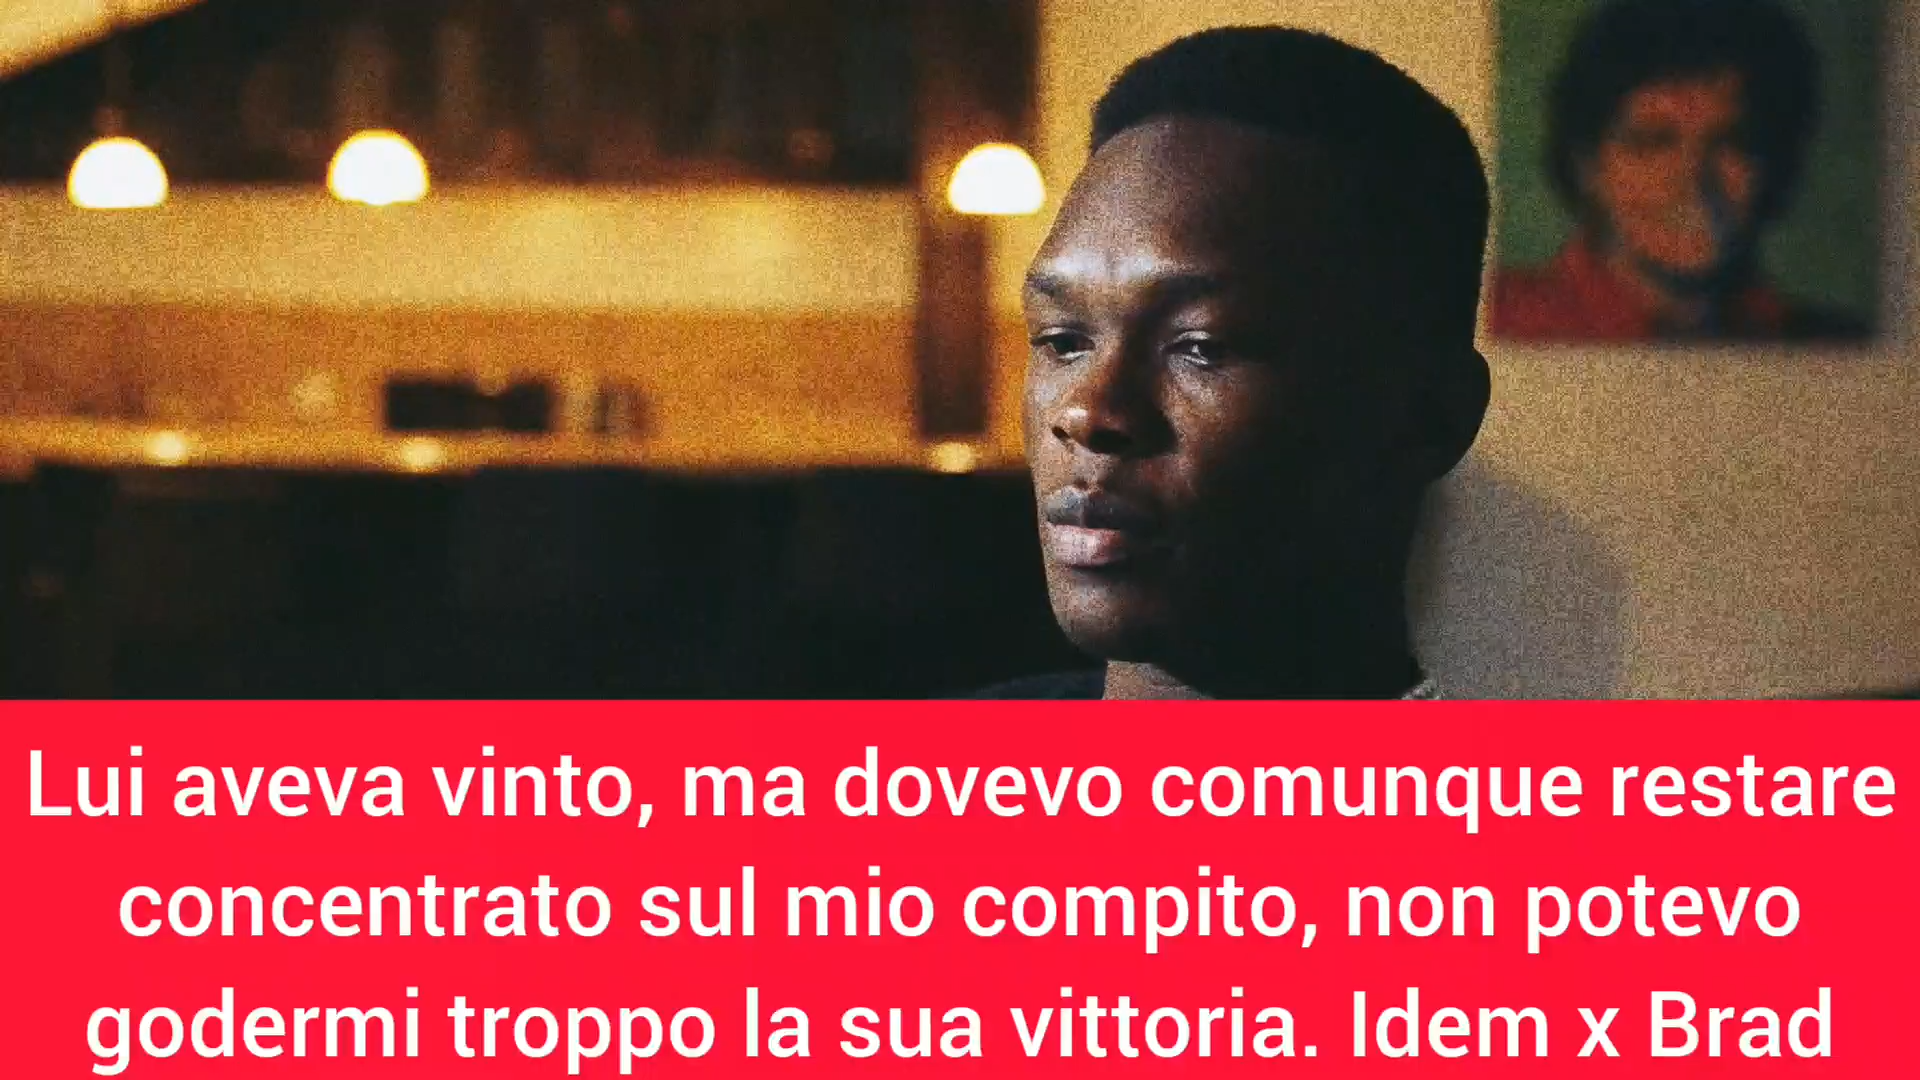 Lui aveva vinto, ma dovevo comunque restare
concentrato sul mio compito, non potevo
godermi troppo la sua vittoria. Idem x Brad